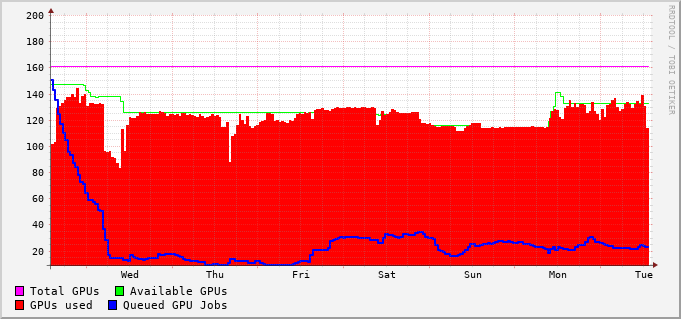 RRDTOOL / TOBI OETIKER
200
180
160
140
120
100
80
60
40
20
Wed Thu Fri Sat Sun Mon Tue
Total GPUs Available GPUs
GPUs used Queued GPU Jobs